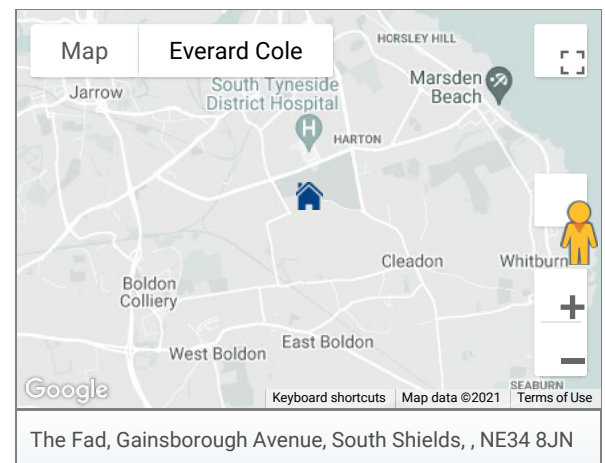 Map
Everard Cole
HORSLEY HILL
Marsden
Beach
Jarrow
South Tyneside
District Hospital
H
HARTON
Cleadon
Whitburn
Boldon
Colliery
East Boldon
West Boldon
SEABURN
Google
Keyboard shortcuts
Map data ©2021
Terms of Use
The Fad, Gainsborough Avenue, South Shields, , NE34 8JN